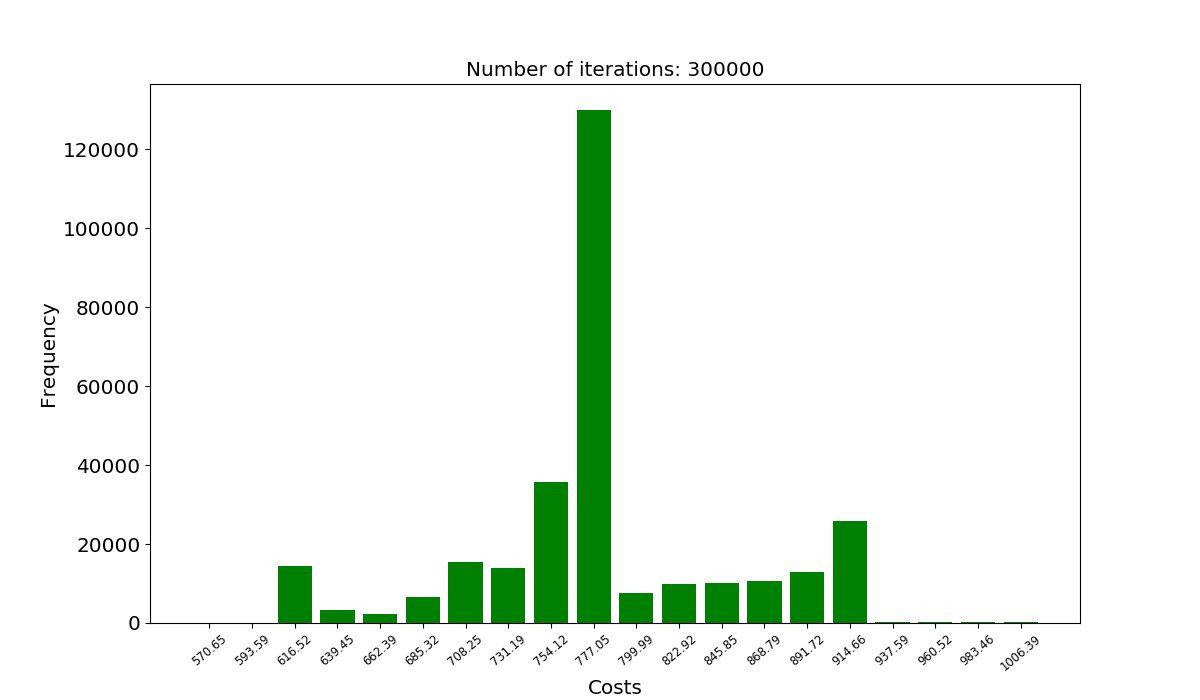 Number of iterations: 300000
Frequency
120000
100000
80000
60000
40000
20000
0
570.65 593.59 616.52 639.45 662.39 685.32 708.25 731.19 754.12 777.05 799.99 822.92 845.85 868.79 891.72 914.66 937.59 960.52 983.46 1006.39
Costs